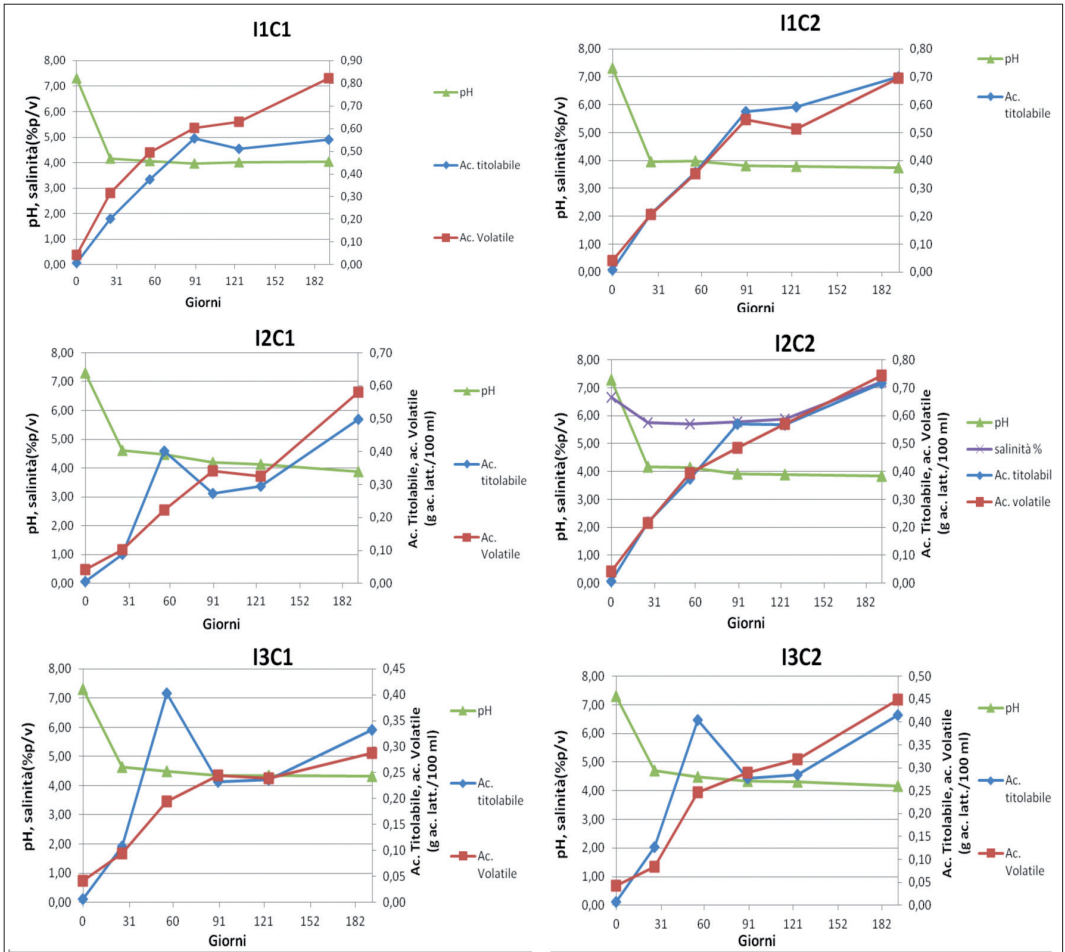 I1C1
pH, salinità(%p/v)
8,00
7,00
6,00
5,00
4,00
3,00
2,00
1,00
0,00
0,90
0,80
0,70
0,60
0,50
0,40
0,30
0,20
0,10
0,00
0 31 60 91 121 152 182
Giorni
pH
Ac. titolabile
Ac. Volatile
I1C2
pH, salinità(%p/v)
8,00
7,00
6,00
5,00
4,00
3,00
2,00
1,00
0,00
0,80
0,70
0,60
0,50
0,40
0,30
0,20
0,10
0,00
0 31 60 91 121 152 182
Giorni
pH
Ac.
titolabile
I2C1
pH, salinità(%p/v)
8,00
7,00
6,00
5,00
4,00
3,00
2,00
1,00
0,00
0,70
0,60
0,50
0,40
0,30
0,20
0,10
0,00
Ac. Titolabile, ac. Volatile
(g ac. latt./100 ml)
0 31 60 91 121 152 182
Giorni
pH
Ac.
titolabile
Ac.
Volatile
I2C2
pH, salinità(%p/v)
8,00
7,00
6,00
5,00
4,00
3,00
2,00
1,00
0,00
0,80
0,70
0,60
0,50
0,40
0,30
0,20
0,10
0,00
Ac. Titolabile, ac. Volatile
(g ac. latt./100 ml)
0 31 60 91 121 152 182
Giorni
pH
salinità %
Ac. titolabil
Ac. volatile
I3C1
pH, salinità(%p/v)
8,00
7,00
6,00
5,00
4,00
3,00
2,00
1,00
0,00
0,45
0,40
0,35
0,30
0,25
0,20
0,15
0,10
0,05
0,00
Ac. Titolabile, ac. Volatile
(g ac. latt./100 ml)
0 31 60 91 121 152 182
Giorni
pH
Ac.
titolabile
Ac.
Volatile
I3C2
pH, salinità(%p/v)
8,00
7,00
6,00
5,00
4,00
3,00
2,00
1,00
0,00
0,50
0,45
0,40
0,35
0,30
0,25
0,20
0,15
0,10
0,05
0,00
Ac. Titolabile, ac. Volatile
(g ac. latt./100 ml)
0 31 60 91 121 152 182
Giorni
pH
Ac.
titolabile
Ac.
Volatile